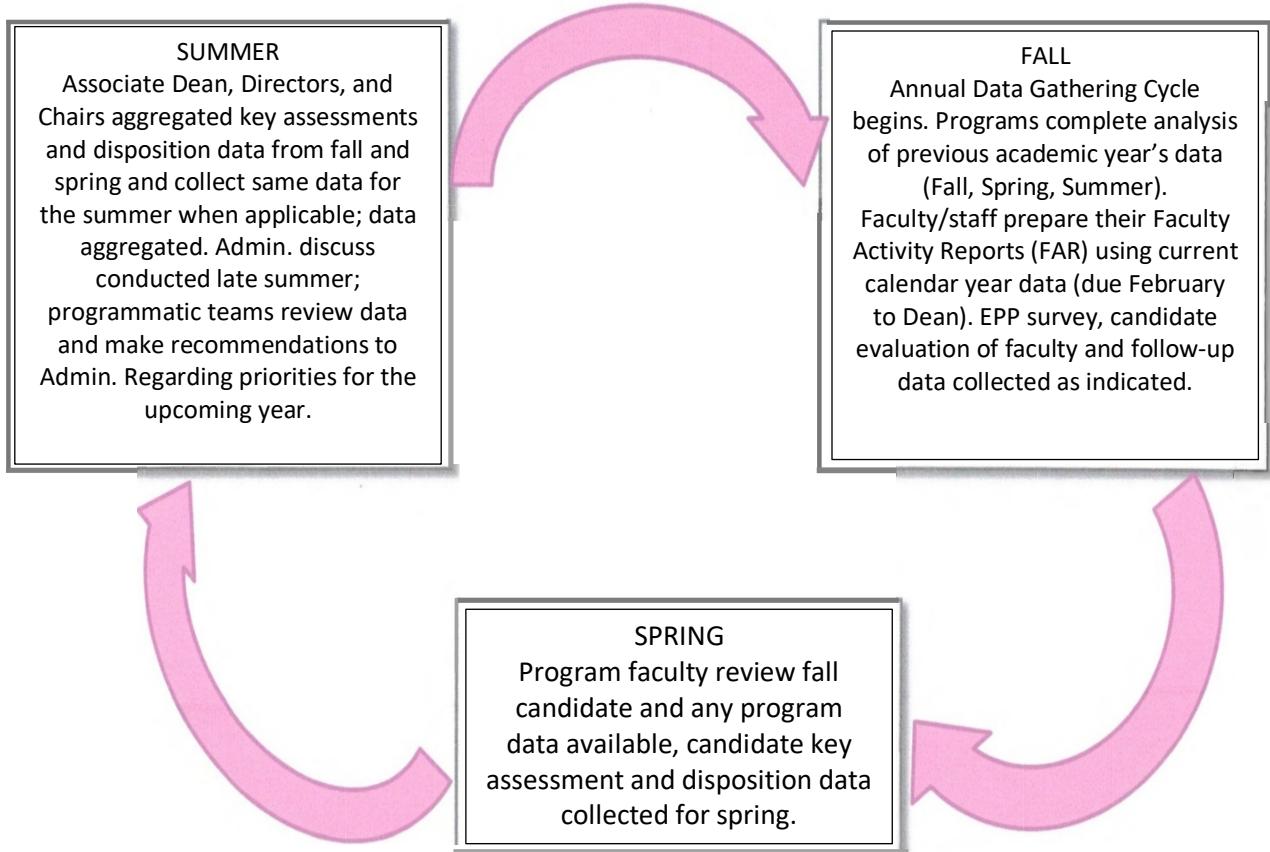 SUMMER
Associate Dean, Directors, and
Chairs aggregated key assessments
and disposition data from fall and
spring and collect same data for
the summer when applicable; data
aggregated. Admin. discuss
conducted late summer;
programmatic teams review data
and make recommendations to
Admin. Regarding priorities for the
upcoming year.
FALL
Annual Data Gathering Cycle
begins. Programs complete analysis
of previous academic year’s data
(Fall, Spring, Summer).
Faculty/staff prepare their Faculty
Activity Reports (FAR) using current
calendar year data (due February
to Dean). EPP survey, candidate
evaluation of faculty and follow-up
data collected as indicated.
SPRING
Program faculty review fall
candidate and any program
data available, candidate key
assessment and disposition data
collected for spring.